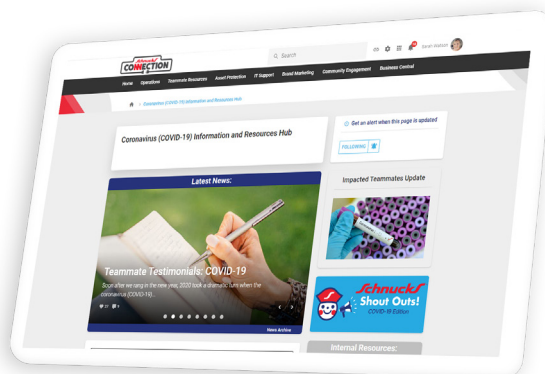 Schnucks
CONNECTION
Search
Sarah Watson
Home Operations Teammate Resources Asset Protection IT Support Brand Marketing Community Engagement Business Central
Coronavirus (COVID-19) Information and Resources Hub
Coronavirus (COVID-19) Information and Resources Hub
Get an alert when this page is updated
FOLLOWING
Latest News:
Impacted Teammates Update
Teammate Testimonials: COVID-19
Soon after we rang in the new year, 2020 took a dramatic turn when the
coronavirus (COVID-19)...
News Archive
Schnucks
Shout Outs!
COVID-19 Edition
Internal Resources: